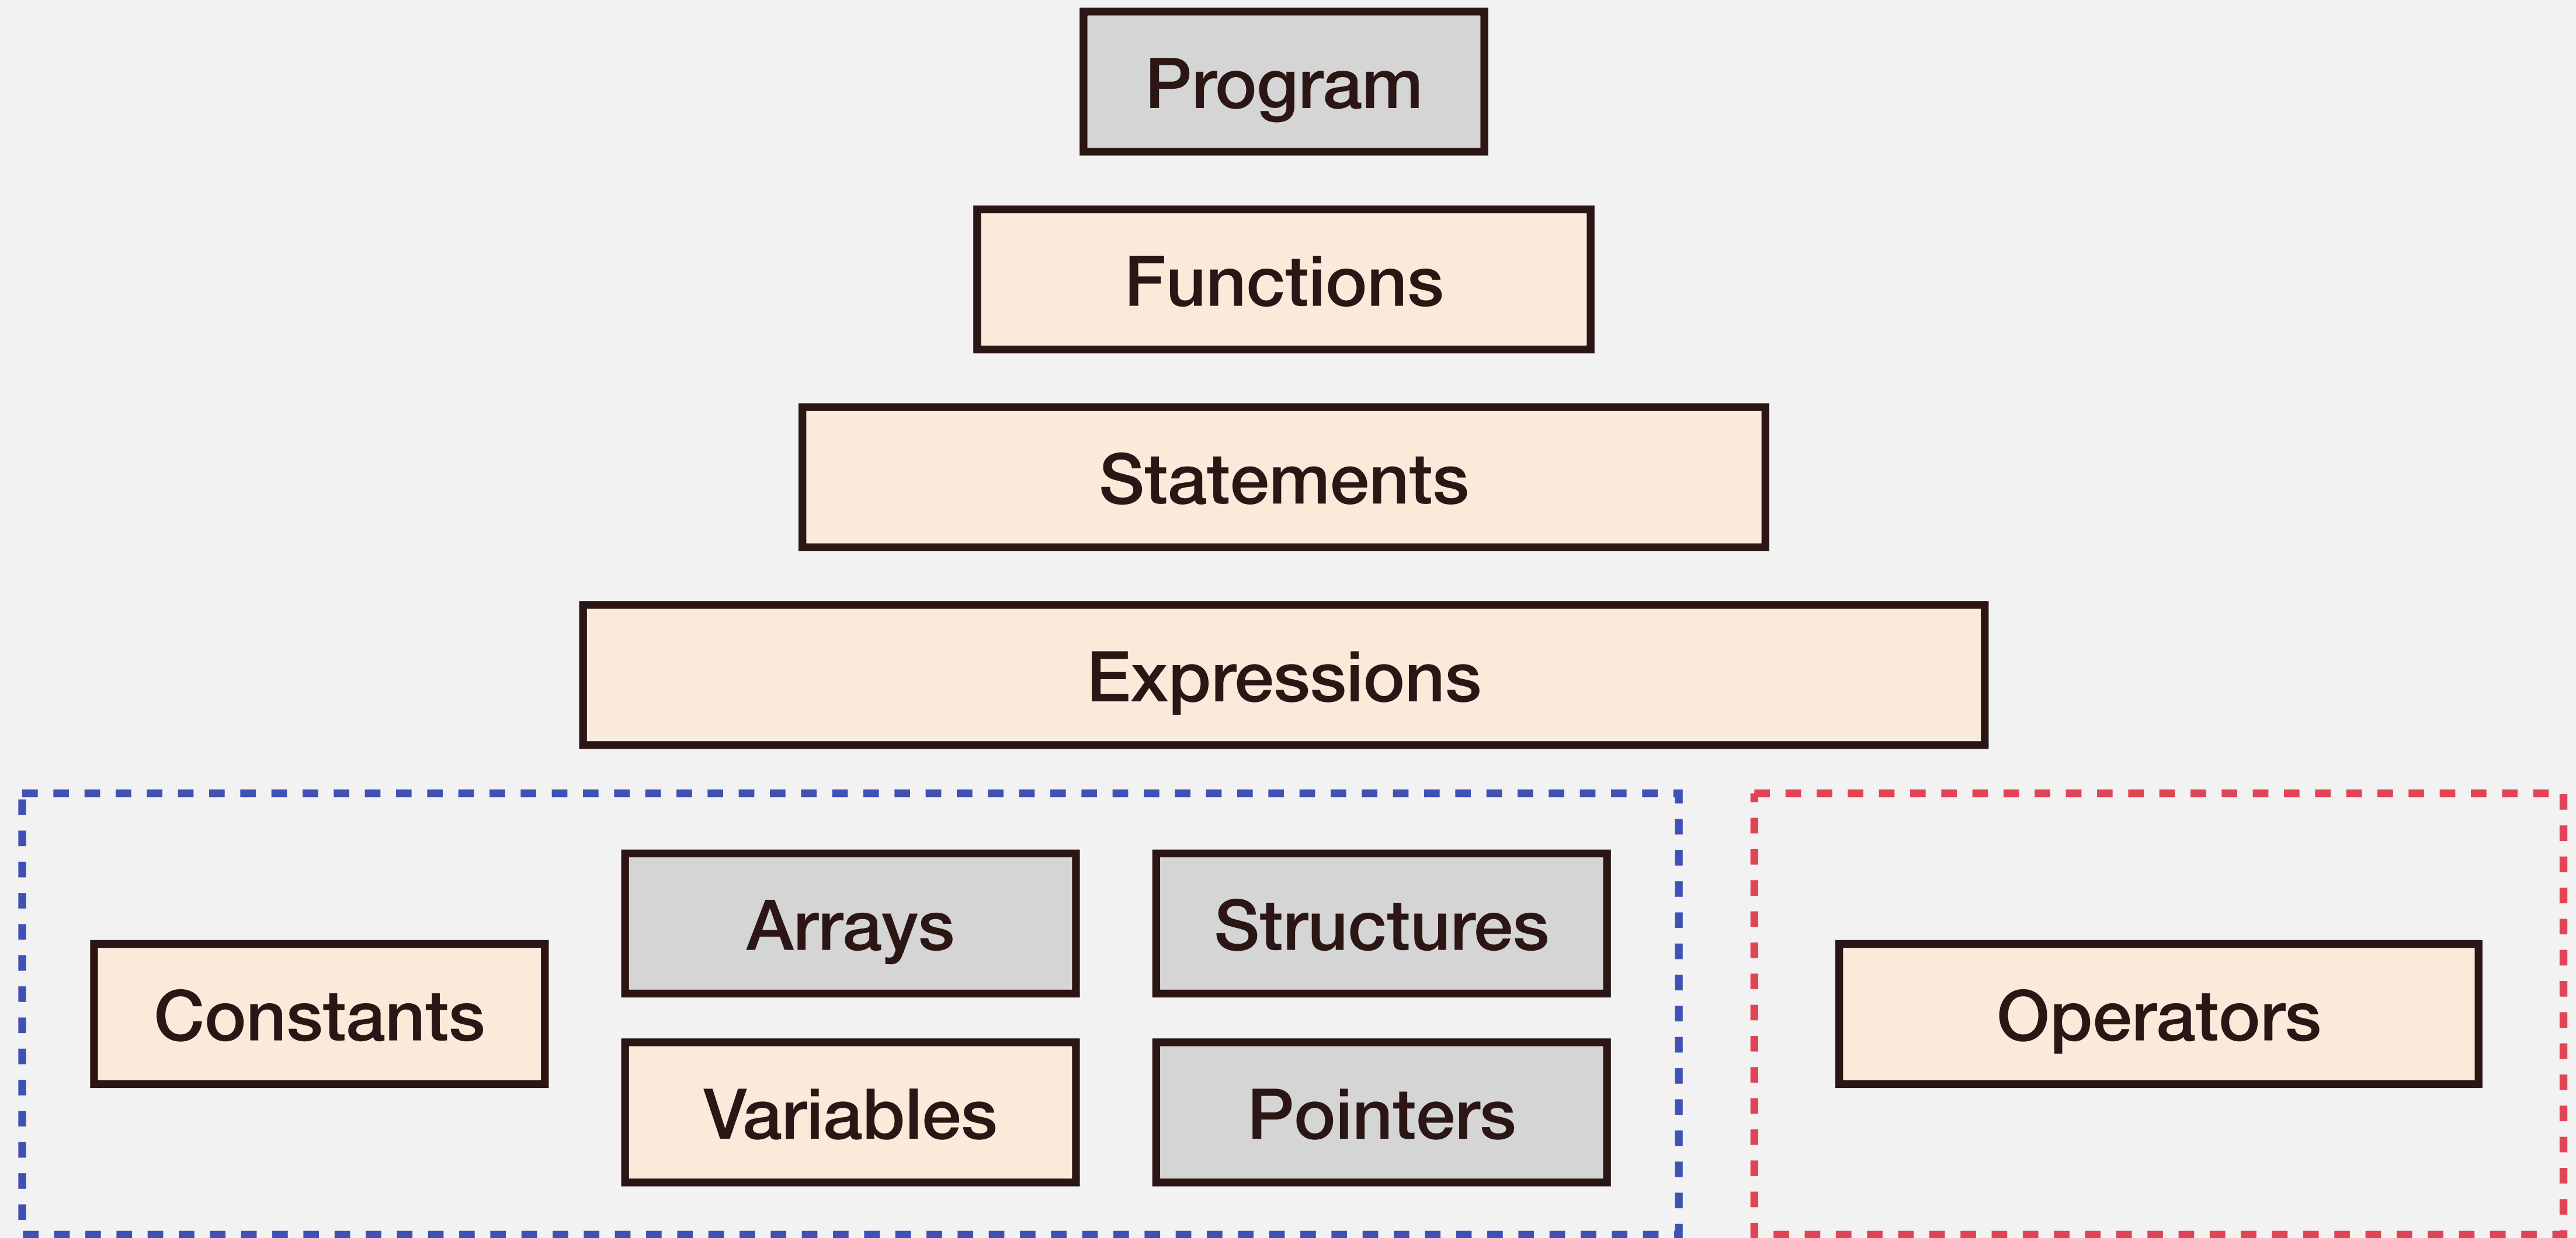 Program
Functions
Statements
Expressions
Arrays
Structures
Constants
Operators
Variables
Pointers